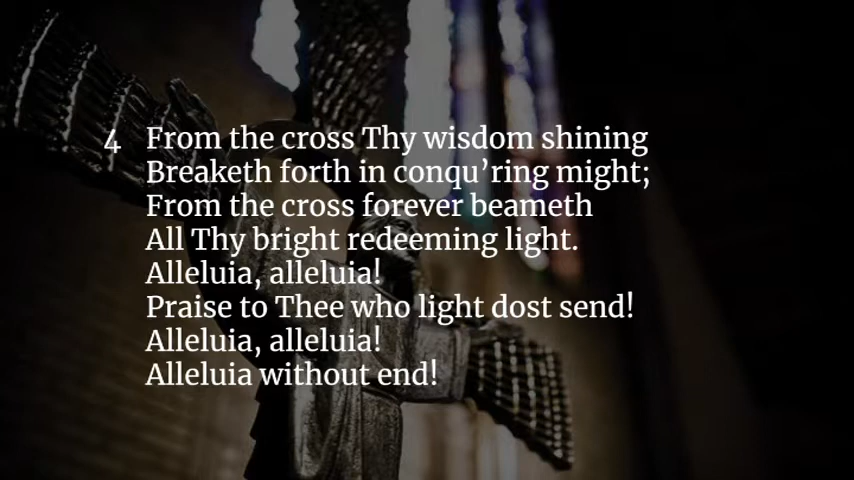 4 From the cross Thy wisdom shining
Breaketh forth in conqu’ring might;
From the cross forever beameth
All Thy bright redeeming light.
Alleluia, alleluia!
Praise to Thee who light dost send!
Alleluia, alleluia!
Alleluia without end!